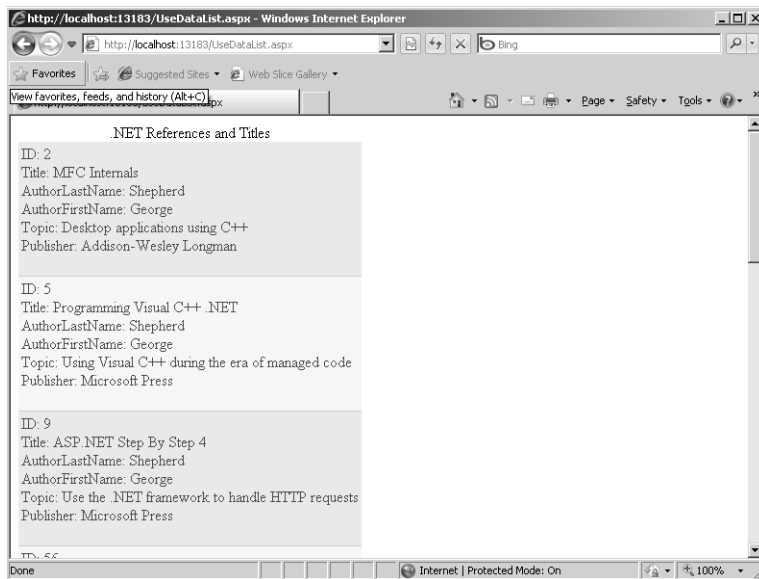 http://localhost:13183/UseDataList.aspx - Windows Internet Explorer
http://localhost:13183/UseDataList.aspx
Bing
Favorites
Suggested Sites
Web Slice Gallery
View favorites, feeds, and history (Alt+C)
Page
Safety
Tools
.NET References and Titles
ID: 2
Title: MFC Internals
AuthorLastName: Shepherd
AuthorFirstName: George
Topic: Desktop applications using C++
Publisher: Addison-Wesley Longman
ID: 5
Title: Programming Visual C++ .NET
AuthorLastName: Shepherd
AuthorFirstName: George
Topic: Using Visual C++ during the era of managed code
Publisher: Microsoft Press
ID: 9
Title: ASP.NET Step By Step 4
AuthorLastName: Shepherd
AuthorFirstName: George
Topic: Use the .NET framework to handle HTTP requests
Publisher: Microsoft Press
ID: 56
Done
Internet | Protected Mode: On
100%